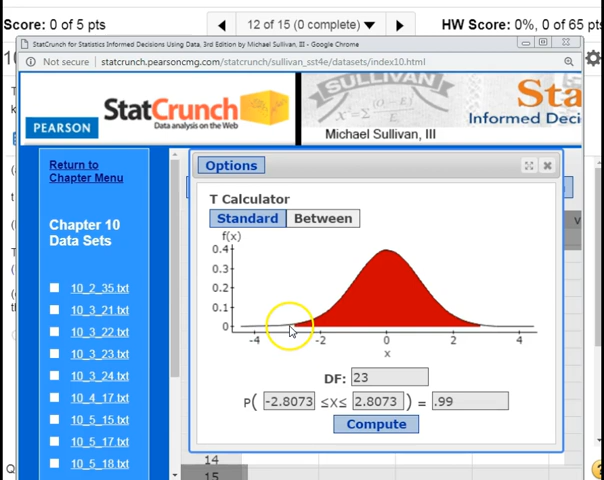 Score: 0 of 5 pts
12 of 15 (0 complete)
HW Score: 0%, 0 of 65 pt
StatCrunch for Statistics Informed Decisions Using Data, 3rd Edition by Michael Sullivan, III - Google Chrome
Not secure | statcrunch.pearsoncmg.com/statcrunch/sullivan_sst4e/datasets/index10.html
PEARSON
StatCrunch
Data analysis on the Web
SULLIVAN
Michael Sullivan, III
Sta
Informed Deci
Return to
Chapter Menu
Chapter 10
Data Sets
10_2_35.txt
10_3_21.txt
10_3_22.txt
10_3_23.txt
10_3_24.txt
10_4_17.txt
10_5_15.txt
10_5_17.txt
10_5_18.txt
Options
T Calculator
Standard Between
f(x)
0.4
0.3
0.2
0.1
0
-4 -2 0 2 4
x
DF: 23
P( -2.8073 ≤X≤ 2.8073 ) = .99
Compute
14
15